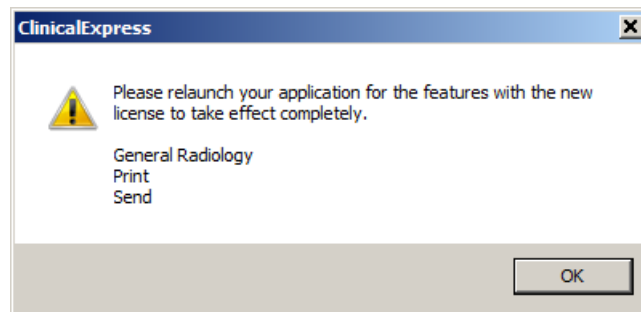 ClinicalExpress
Please relaunch your application for the features with the new
license to take effect completely.
General Radiology
Print
Send
OK